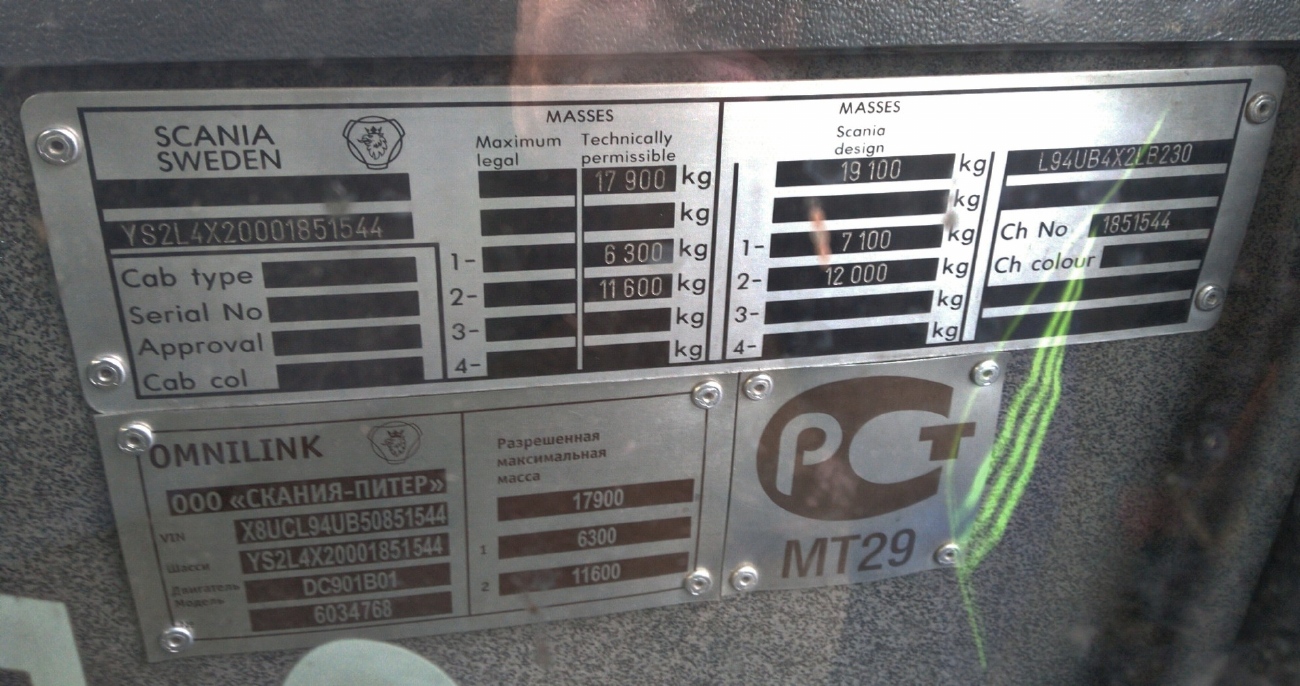 SCANIA
SWEDEN
YS2L4X20001851544
Cab type
Serial No
Approval
Cab col
MASSES
Maximum legal
Technically permissible
17 900 kg
kg
1- 6 300 kg
2- 11 600 kg
3- kg
4- kg
MASSES
Scania design
19 100 kg
kg
1- 7 100 kg
2- 12 000 kg
3- kg
4- kg
L94UB4X2LB230
Ch No 1851544
Ch colour
OMNILINK
ООО «СКАНИЯ-ПИТЕР»
VIN X8UCL94UB50851544
Шасси YS2L4X20001851544
Двигатель DC901B01
Модель 6034768
Разрешенная
максимальная
масса
17900
1 6300
2 11600
РСТ
МТ29